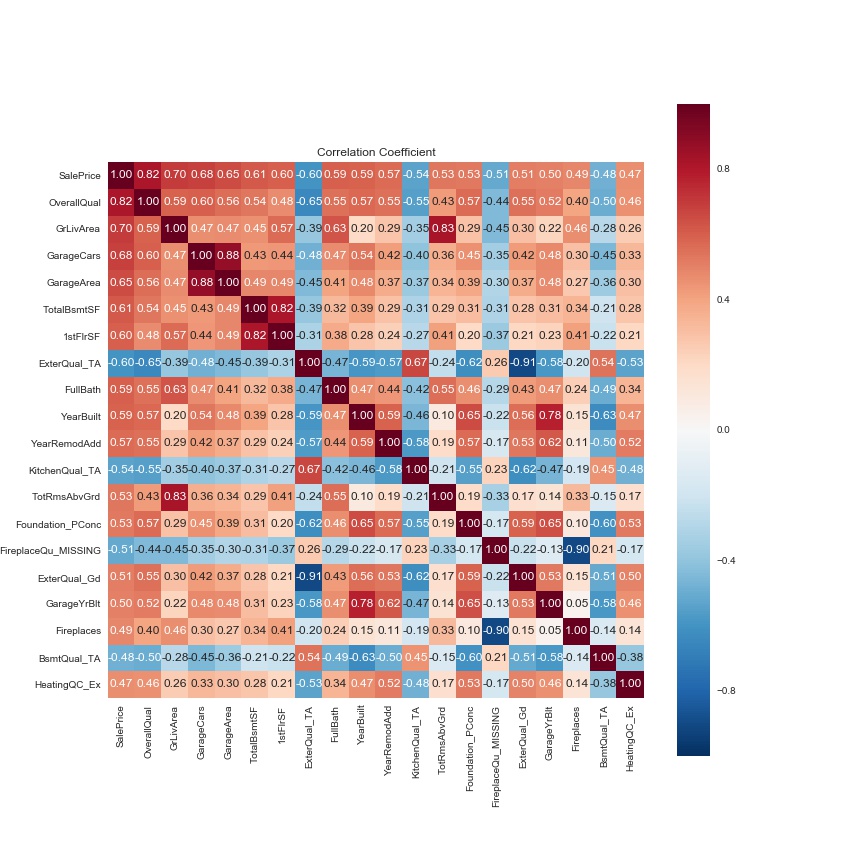 Correlation Coefficient
SalePrice 1.00 0.82 0.70 0.68 0.65 0.61 0.60 -0.60 0.59 0.59 0.57 -0.54 0.53 0.53 -0.51 0.51 0.50 0.49 -0.48 0.47
OverallQual 0.82 1.00 0.59 0.60 0.56 0.54 0.48 -0.65 0.55 0.57 0.55 -0.55 0.43 0.57 -0.44 0.55 0.52 0.40 -0.50 0.46
GrLivArea 0.70 0.59 1.00 0.47 0.47 0.45 0.57 -0.39 0.63 0.20 0.29 -0.35 0.83 0.29 -0.45 0.30 0.22 0.46 -0.28 0.26
GarageCars 0.68 0.60 0.47 1.00 0.88 0.43 0.44 -0.48 0.47 0.54 0.42 -0.40 0.36 0.45 -0.35 0.42 0.48 0.30 -0.45 0.33
GarageArea 0.65 0.56 0.47 0.88 1.00 0.49 0.49 -0.45 0.41 0.48 0.37 -0.37 0.34 0.39 -0.30 0.37 0.48 0.27 -0.36 0.30
TotalBsmtSF 0.61 0.54 0.45 0.43 0.49 1.00 0.82 -0.39 0.32 0.39 0.29 -0.31 0.29 0.31 -0.31 0.28 0.31 0.34 -0.21 0.28
1stFlrSF 0.60 0.48 0.57 0.44 0.49 0.82 1.00 -0.31 0.38 0.28 0.24 -0.27 0.41 0.20 -0.37 0.21 0.23 0.41 -0.22 0.21
ExterQual_TA -0.60 -0.65 -0.39 -0.48 -0.45 -0.39 -0.31 1.00 -0.47 -0.59 -0.57 0.67 -0.24 -0.62 0.26 -0.91 -0.58 -0.20 0.54 -0.53
FullBath 0.59 0.55 0.63 0.47 0.41 0.32 0.38 -0.47 1.00 0.47 0.44 -0.42 0.55 0.46 -0.29 0.43 0.47 0.24 -0.49 0.34
YearBuilt 0.59 0.57 0.20 0.54 0.48 0.39 0.28 -0.59 0.47 1.00 0.59 -0.46 0.10 0.65 -0.22 0.56 0.78 0.15 -0.63 0.47
YearRemodAdd 0.57 0.55 0.29 0.42 0.37 0.29 0.24 -0.57 0.44 0.59 1.00 -0.58 0.19 0.57 -0.17 0.53 0.62 0.11 -0.50 0.52
KitchenQual_TA -0.54 -0.55 -0.35 -0.40 -0.37 -0.31 -0.27 0.67 -0.42 -0.46 -0.58 1.00 -0.21 -0.55 0.23 -0.62 -0.47 -0.19 0.45 -0.48
TotRmsAbvGrd 0.53 0.43 0.83 0.36 0.34 0.29 0.41 -0.24 0.55 0.10 0.19 -0.21 1.00 0.19 -0.33 0.17 0.14 0.33 -0.15 0.17
Foundation_PConc 0.53 0.57 0.29 0.45 0.39 0.31 0.20 -0.62 0.46 0.65 0.57 -0.55 0.19 1.00 -0.17 0.59 0.65 0.10 -0.60 0.53
FireplaceQu_MISSING -0.51 -0.44 -0.45 -0.35 -0.30 -0.31 -0.37 0.26 -0.29 -0.22 -0.17 0.23 -0.33 -0.17 1.00 -0.22 -0.13 -0.90 0.21 -0.17
ExterQual_Gd 0.51 0.55 0.30 0.42 0.37 0.28 0.21 -0.91 0.43 0.56 0.53 -0.62 0.17 0.59 -0.22 1.00 0.53 0.15 -0.51 0.50
GarageYrBlt 0.50 0.52 0.22 0.48 0.48 0.31 0.23 -0.58 0.47 0.78 0.62 -0.47 0.14 0.65 -0.13 0.53 1.00 0.05 -0.58 0.46
Fireplaces 0.49 0.40 0.46 0.30 0.27 0.34 0.41 -0.20 0.24 0.15 0.11 -0.19 0.33 0.10 -0.90 0.15 0.05 1.00 -0.14 0.14
BsmtQual_TA -0.48 -0.50 -0.28 -0.45 -0.36 -0.21 -0.22 0.54 -0.49 -0.63 -0.50 0.45 -0.15 -0.60 0.21 -0.51 -0.58 -0.14 1.00 -0.38
HeatingQC_Ex 0.47 0.46 0.26 0.33 0.30 0.28 0.21 -0.53 0.34 0.47 0.52 -0.48 0.17 0.53 -0.17 0.50 0.46 0.14 -0.38 1.00
SalePrice
OverallQual
GrLivArea
GarageCars
GarageArea
TotalBsmtSF
1stFlrSF
ExterQual_TA
FullBath
YearBuilt
YearRemodAdd
KitchenQual_TA
TotRmsAbvGrd
Foundation_PConc
FireplaceQu_MISSING
ExterQual_Gd
GarageYrBlt
Fireplaces
BsmtQual_TA
HeatingQC_Ex
0.8
0.4
0.0
-0.4
-0.8